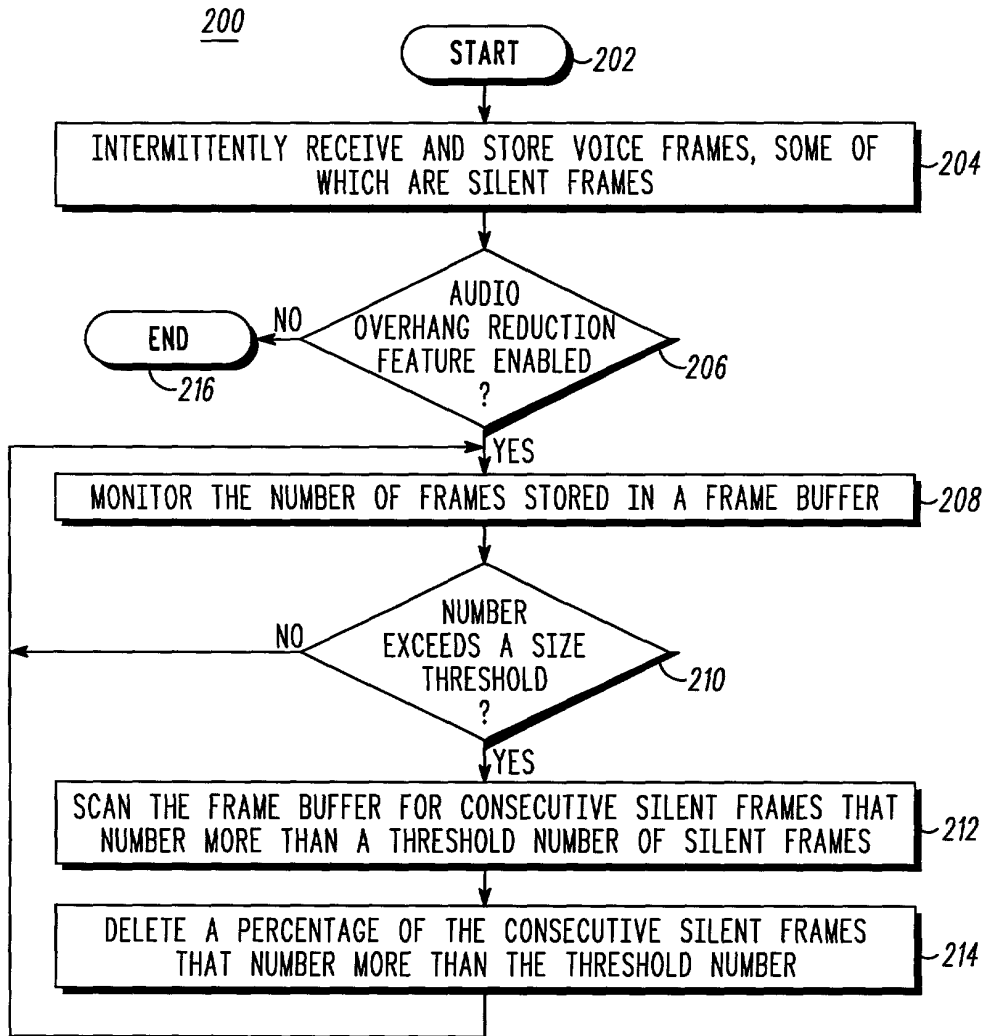 200
START
202
INTERMITTENTLY RECEIVE AND STORE VOICE FRAMES, SOME OF
WHICH ARE SILENT FRAMES
204
AUDIO
OVERHANG REDUCTION
FEATURE ENABLED
?
206
NO
END
216
YES
MONITOR THE NUMBER OF FRAMES STORED IN A FRAME BUFFER
208
NUMBER
EXCEEDS A SIZE
THRESHOLD
?
210
NO
YES
SCAN THE FRAME BUFFER FOR CONSECUTIVE SILENT FRAMES THAT
NUMBER MORE THAN A THRESHOLD NUMBER OF SILENT FRAMES
212
DELETE A PERCENTAGE OF THE CONSECUTIVE SILENT FRAMES
THAT NUMBER MORE THAN THE THRESHOLD NUMBER
214